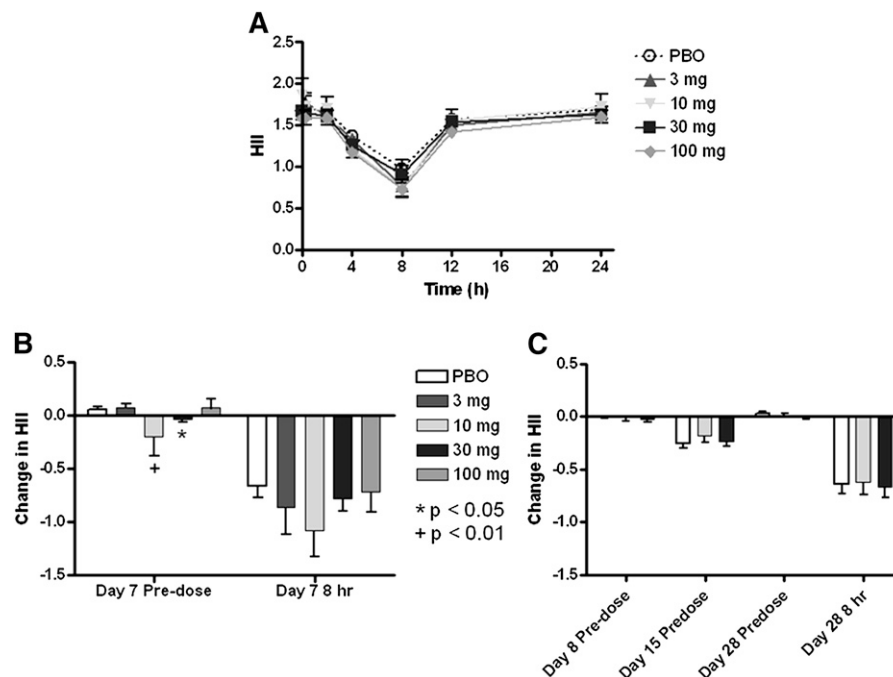 A
2.5
2.0
1.5
1.0
0.5
0.0
HII
0 4 8 12 16 20 24
Time (h)
PBO
3 mg
10 mg
30 mg
100 mg
B
0.5
0.0
-0.5
-1.0
-1.5
Change in HII
+
*
Day 7 Pre-dose Day 7 8 hr
PBO
3 mg
10 mg
30 mg
100 mg
* p < 0.05
+ p < 0.01
C
0.5
0.0
-0.5
-1.0
-1.5
Change in HII
Day 8 Pre-dose
Day 15 Predose
Day 28 Predose
Day 28 8 hr